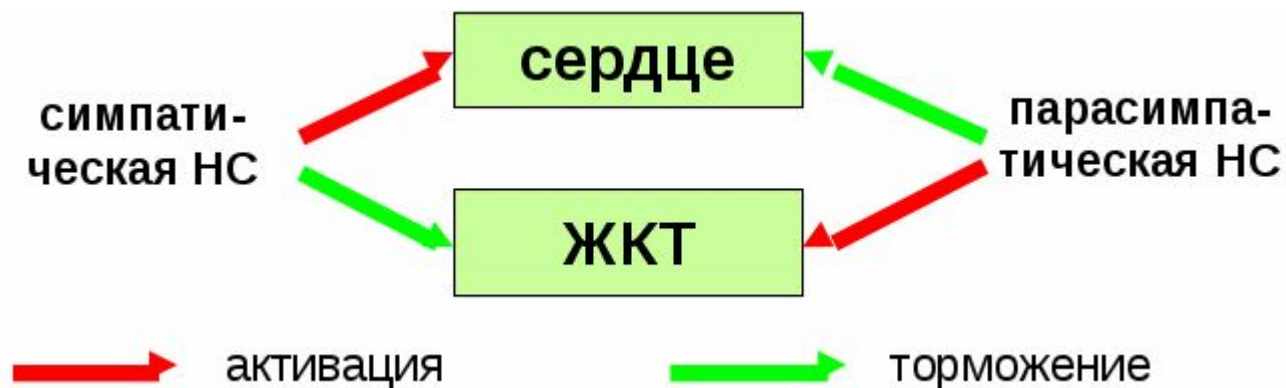 сердце
симпати-
ческая НС
парасимпа-
тическая НС
ЖКТ
активация
торможение